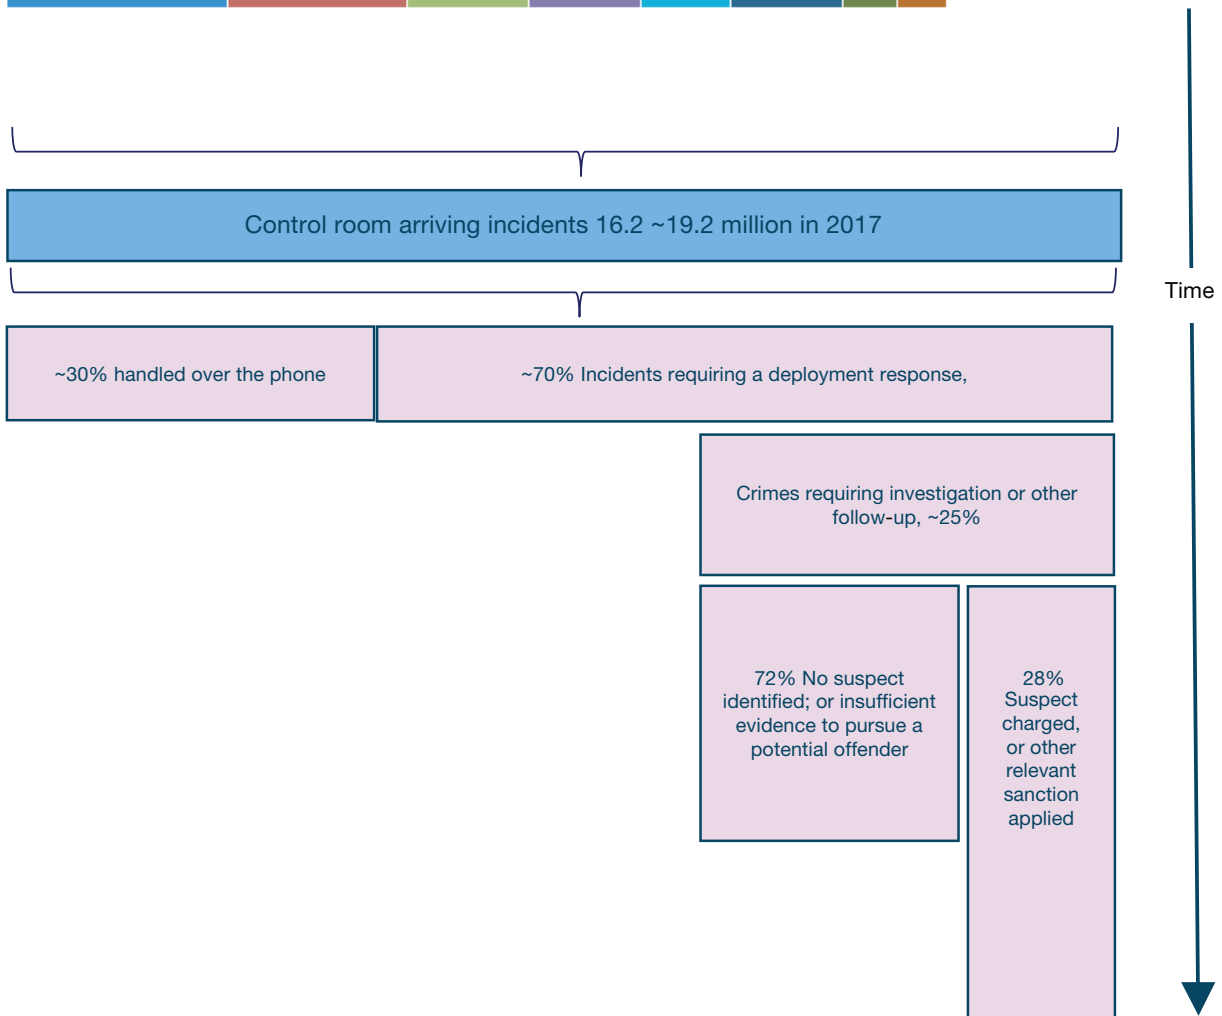 Control room arriving incidents 16.2 ~19.2 million in 2017
Time
~30% handled over the phone
~70% Incidents requiring a deployment response,
Crimes requiring investigation or other
follow-up, ~25%
72% No suspect
identified; or insufficient
evidence to pursue a
potential offender
28%
Suspect
charged,
or other
relevant
sanction
applied